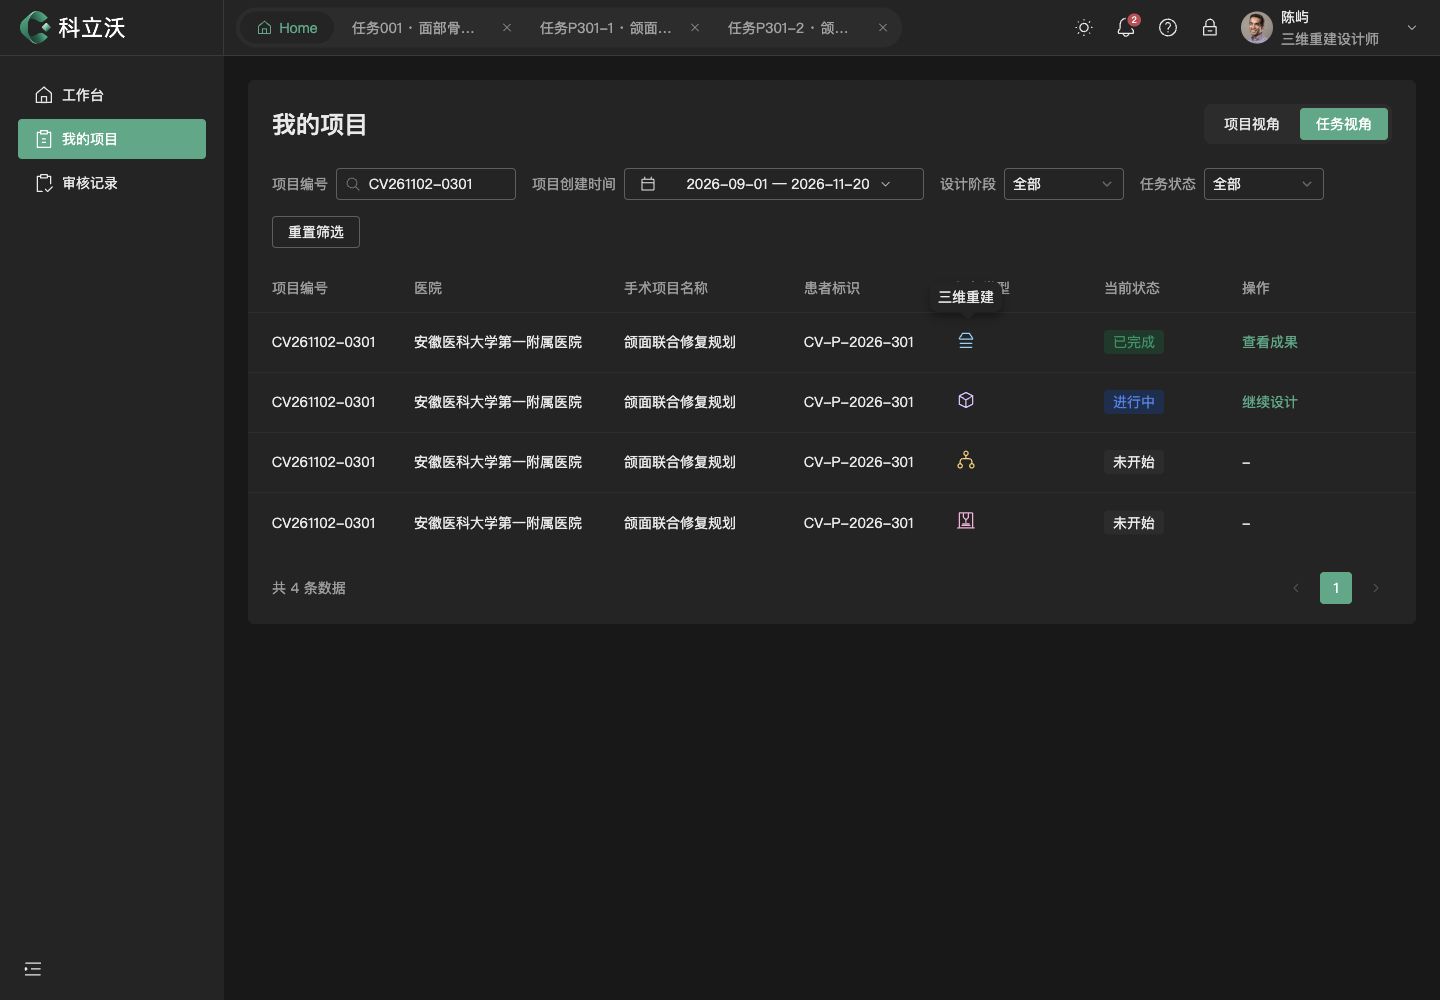 科立沃
Home
任务001 · 面部骨...
任务P301-1 · 颌面...
任务P301-2 · 颌...
2
陈屿
三维重建设计师
工作台
我的项目
审核记录
我的项目
项目视角
任务视角
项目编号 CV261102-0301 项目创建时间 2026-09-01 — 2026-11-20 设计阶段 全部 任务状态 全部
重置筛选
项目编号 医院 手术项目名称 患者标识 型 当前状态 操作
三维重建
CV261102-0301 安徽医科大学第一附属医院 颌面联合修复规划 CV-P-2026-301 已完成 查看成果
CV261102-0301 安徽医科大学第一附属医院 颌面联合修复规划 CV-P-2026-301 进行中 继续设计
CV261102-0301 安徽医科大学第一附属医院 颌面联合修复规划 CV-P-2026-301 未开始 –
CV261102-0301 安徽医科大学第一附属医院 颌面联合修复规划 CV-P-2026-301 未开始 –
共 4 条数据
1